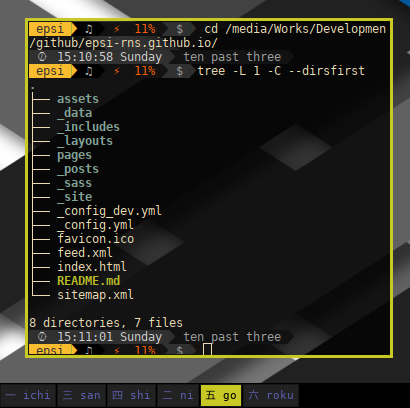 epsi ♫ ⚡ 11% $ cd /media/Works/Developmen
/github/epsi-rns.github.io/
15:10:58 Sunday ten past three
epsi ♫ ⚡ 11% $ tree -L 1 -C --dirsfirst
.
├── assets
├── _data
├── _includes
├── _layouts
├── pages
├── _posts
├── _sass
├── _site
├── _config_dev.yml
├── _config.yml
├── favicon.ico
├── feed.xml
├── index.html
├── README.md
└── sitemap.xml
8 directories, 7 files
15:11:01 Sunday ten past three
epsi ♫ ⚡ 11% $
一 ichi 三 san 四 shi 二 ni 五 go 六 roku